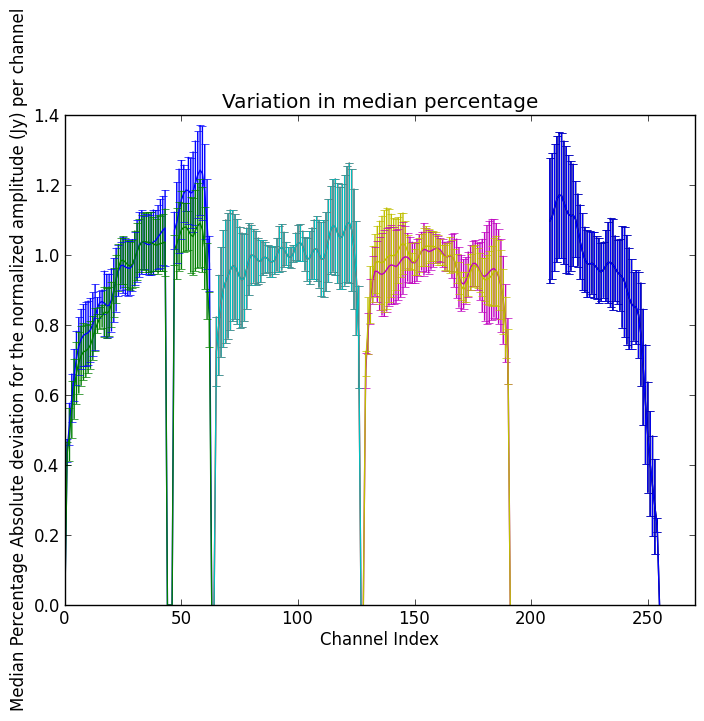 Variation in median percentage
Median Percentage Absolute deviation for the normalized amplitude (Jy) per channel
1.4
1.2
1.0
0.8
0.6
0.4
0.2
0.0
0 50 100 150 200 250
Channel Index